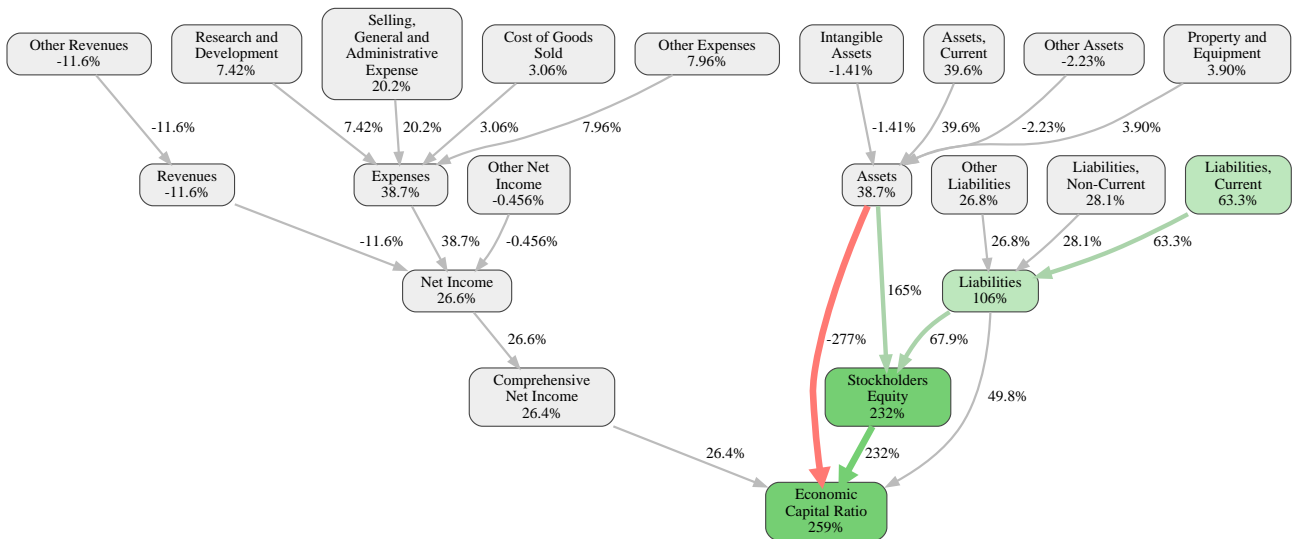 Other Revenues
-11.6%
Research and
Development
7.42%
Selling,
General and
Administrative
Expense
20.2%
Cost of Goods
Sold
3.06%
Other Expenses
7.96%
Intangible
Assets
-1.41%
Assets,
Current
39.6%
Other Assets
-2.23%
Property and
Equipment
3.90%
-11.6%
7.42%
20.2%
3.06%
7.96%
-1.41%
39.6%
-2.23%
3.90%
Revenues
-11.6%
Expenses
38.7%
Other Net
Income
-0.456%
Assets
38.7%
Other
Liabilities
26.8%
Liabilities,
Non-Current
28.1%
Liabilities,
Current
63.3%
-11.6%
38.7%
-0.456%
26.8%
28.1%
63.3%
Net Income
26.6%
165%
Liabilities
106%
26.6%
-277%
67.9%
Comprehensive
Net Income
26.4%
Stockholders
Equity
232%
49.8%
26.4%
232%
Economic
Capital Ratio
259%